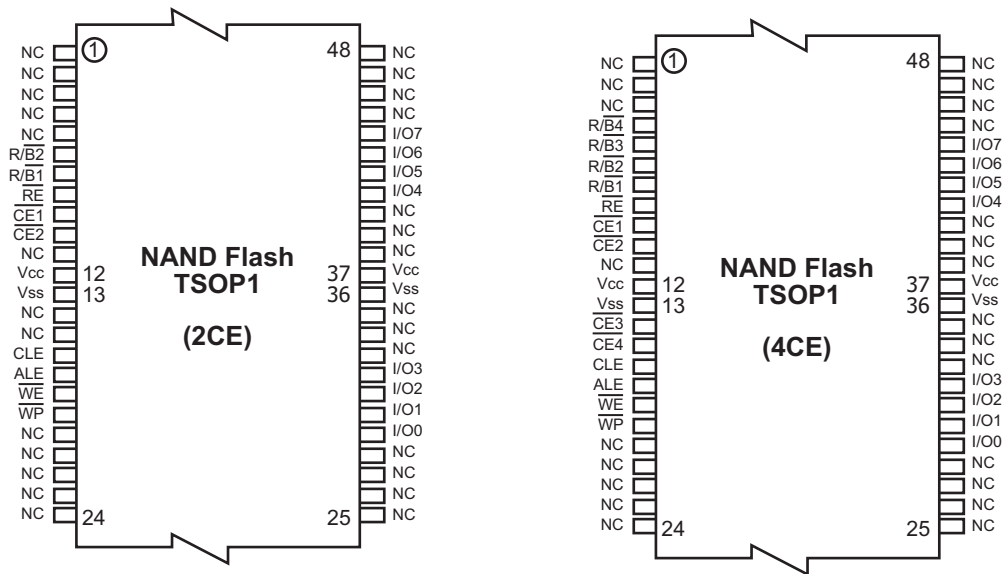 NC
NC
NC
NC
NC
R/B2
R/B1
RE
CE1
CE2
NC
Vcc
Vss
NC
NC
CLE
ALE
WE
WP
NC
NC
NC
NC
NC
1
12
13
24
NAND Flash
TSOP1
(2CE)
48
37
36
25
NC
NC
NC
NC
I/O7
I/O6
I/O5
I/O4
NC
NC
NC
Vcc
Vss
NC
NC
NC
I/O3
I/O2
I/O1
I/O0
NC
NC
NC
NC
NC
NC
NC
R/B4
R/B3
R/B2
R/B1
RE
CE1
CE2
NC
Vcc
Vss
CE3
CE4
CLE
ALE
WE
WP
NC
NC
NC
NC
NC
1
12
13
24
NAND Flash
TSOP1
(4CE)
48
37
36
25
NC
NC
NC
NC
I/O7
I/O6
I/O5
I/O4
NC
NC
NC
Vcc
Vss
NC
NC
NC
I/O3
I/O2
I/O1
I/O0
NC
NC
NC
NC